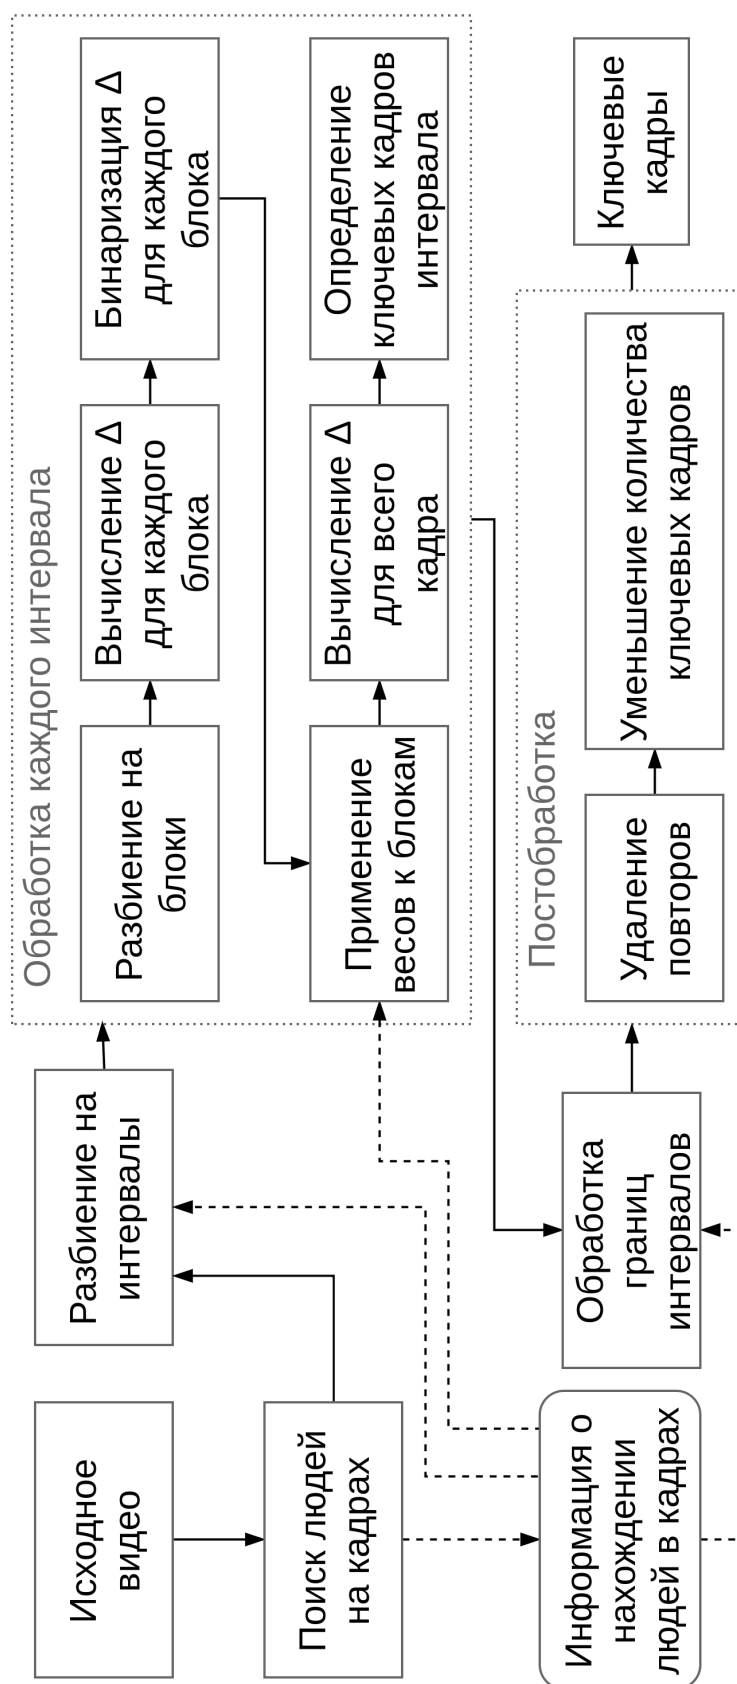 Исходное
видео
Поиск людей
на кадрах
Информация о
нахождении
людей в кадрах
Разбиение на
интервалы
Обработка каждого интервала
Разбиение на
блоки
Вычисление Δ
для каждого
блока
Бинаризация Δ
для каждого
блока
Применение
весов к блокам
Вычисление Δ
для всего
кадра
Определение
ключевых кадров
интервала
Обработка
границ
интервалов
Постобработка
Удаление
повторов
Уменьшение количества
ключевых кадров
Ключевые
кадры